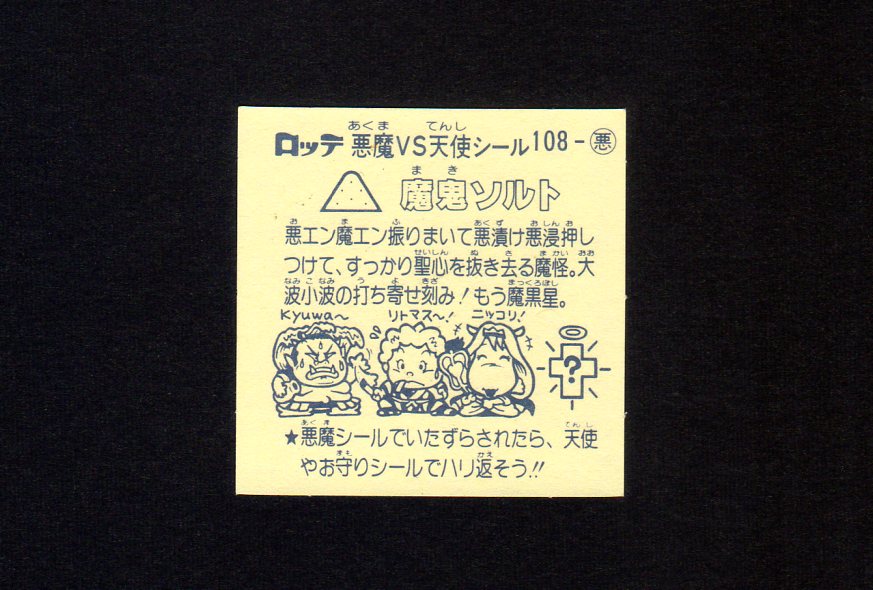 ロッテ 悪魔VS天使シール 108-悪
魔鬼ソルト
悪エン魔エン振りまいて悪漬け悪浸押し
つけて、すっかり聖心を抜き去る魔怪。大
波小波の打ち寄せ刻み!もう魔黒星。
Kyuwa〜 リトマス〜! ニッコリ!
?
★悪魔シールでいたずらされたら、天使
やお守りシールでハリ返そう!!